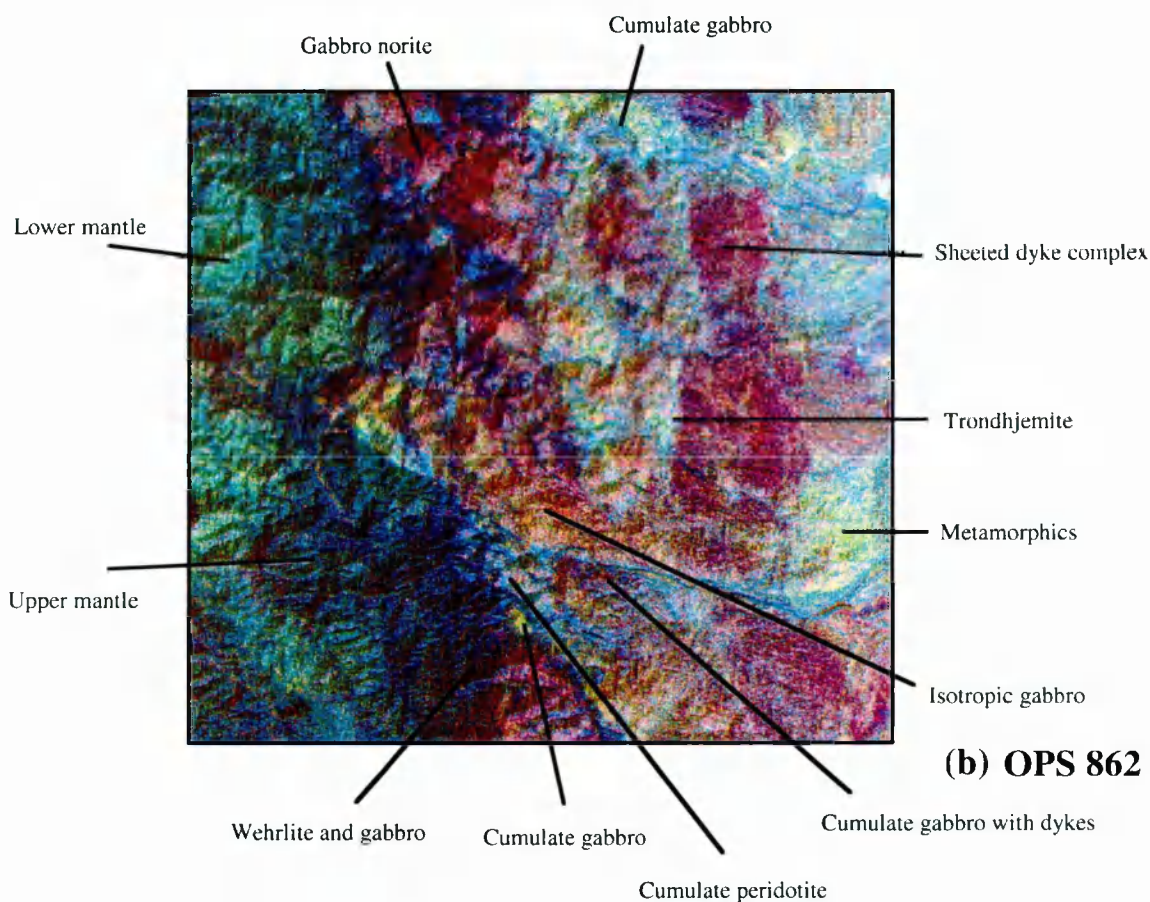 Cumulate gabbro
Gabbro norite
Lower mantle
Sheeted dyke complex
Trondhjemite
Metamorphics
Upper mantle
Isotropic gabbro
(b) OPS 862
Wehrlite and gabbro
Cumulate gabbro
Cumulate gabbro with dykes
Cumulate peridotite